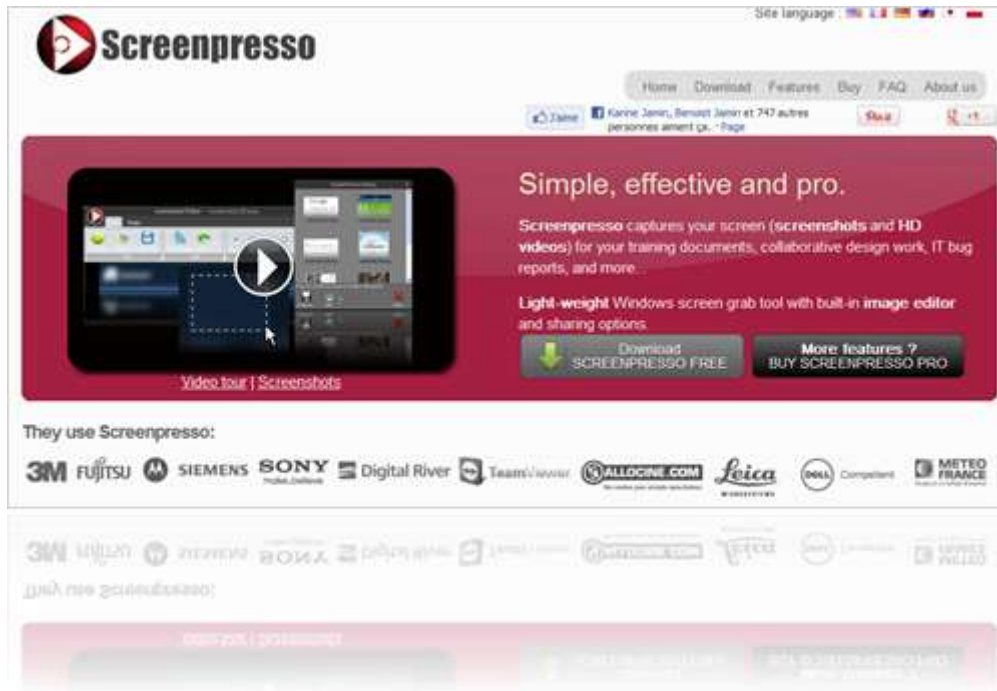 Site language :
Screenpresso
Home Download Features Buy FAQ About us
J'aime Karine Janin, Benoist Janin et 747 autres
personnes aiment ça. · Page
Pin it
+1
Simple, effective and pro.
Screenpresso captures your screen (screenshots and HD
videos) for your training documents, collaborative design work, IT bug
reports, and more...
Light-weight Windows screen grab tool with built-in image editor
and sharing options.
Download
SCREENPRESSO FREE
More features ?
BUY SCREENPRESSO PRO
Video tour | Screenshots
They use Screenpresso:
3M FUJITSU SIEMENS SONY Digital River TeamViewer ALLOCINE.COM Leica DELL Competent METEO
FRANCE
make.believe
MICROSYSTEMS